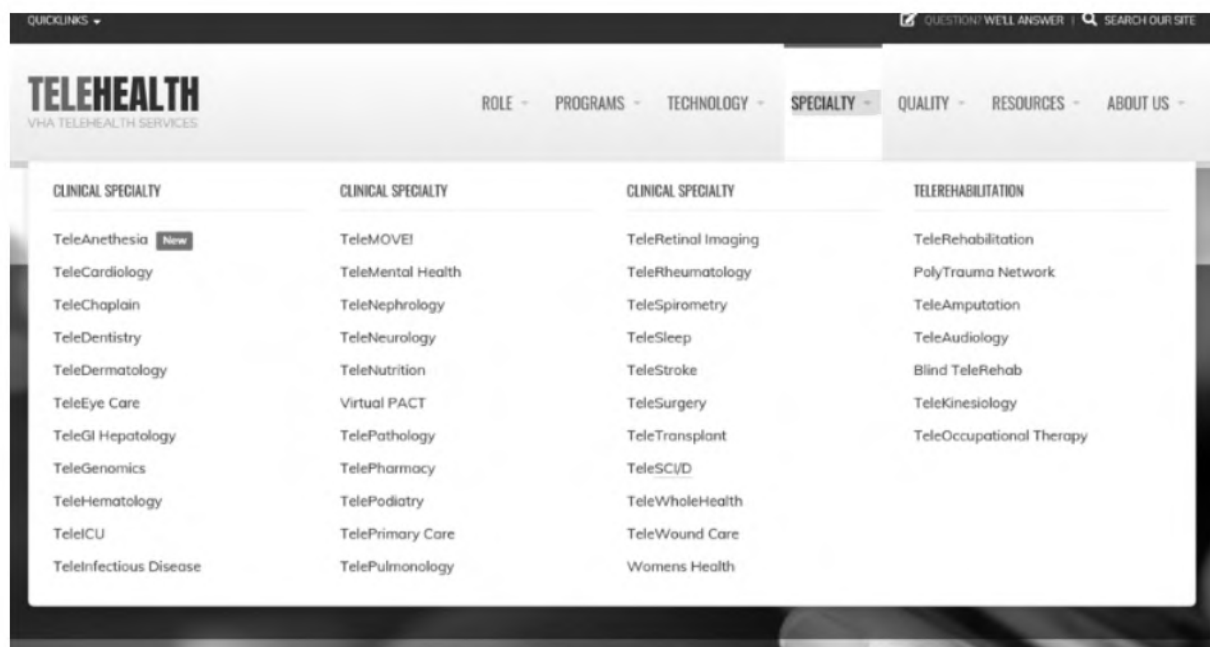 QUICKLINKS
QUESTION? WE'LL ANSWER | SEARCH OUR SITE
TELEHEALTH
VHA TELEHEALTH SERVICES
ROLE PROGRAMS TECHNOLOGY SPECIALTY QUALITY RESOURCES ABOUT US
CLINICAL SPECIALTY
TeleAnethesia New
TeleCardiology
TeleChaplain
TeleDentistry
TeleDermatology
TeleEye Care
TeleGI Hepatology
TeleGenomics
TeleHematology
TeleICU
TeleInfectious Disease
CLINICAL SPECIALTY
TeleMOVE!
TeleMental Health
TeleNephrology
TeleNeurology
TeleNutrition
Virtual PACT
TelePathology
TelePharmacy
TelePodiatry
TelePrimary Care
TelePulmonology
CLINICAL SPECIALTY
TeleRetinal Imaging
TeleRheumatology
TeleSpirometry
TeleSleep
TeleStroke
TeleSurgery
TeleTransplant
TeleSCI/D
TeleWholeHealth
TeleWound Care
Womens Health
TELEREHABILITATION
TeleRehabilitation
PolyTrauma Network
TeleAmputation
TeleAudiology
Blind TeleRehab
TeleKinesiology
TeleOccupational Therapy